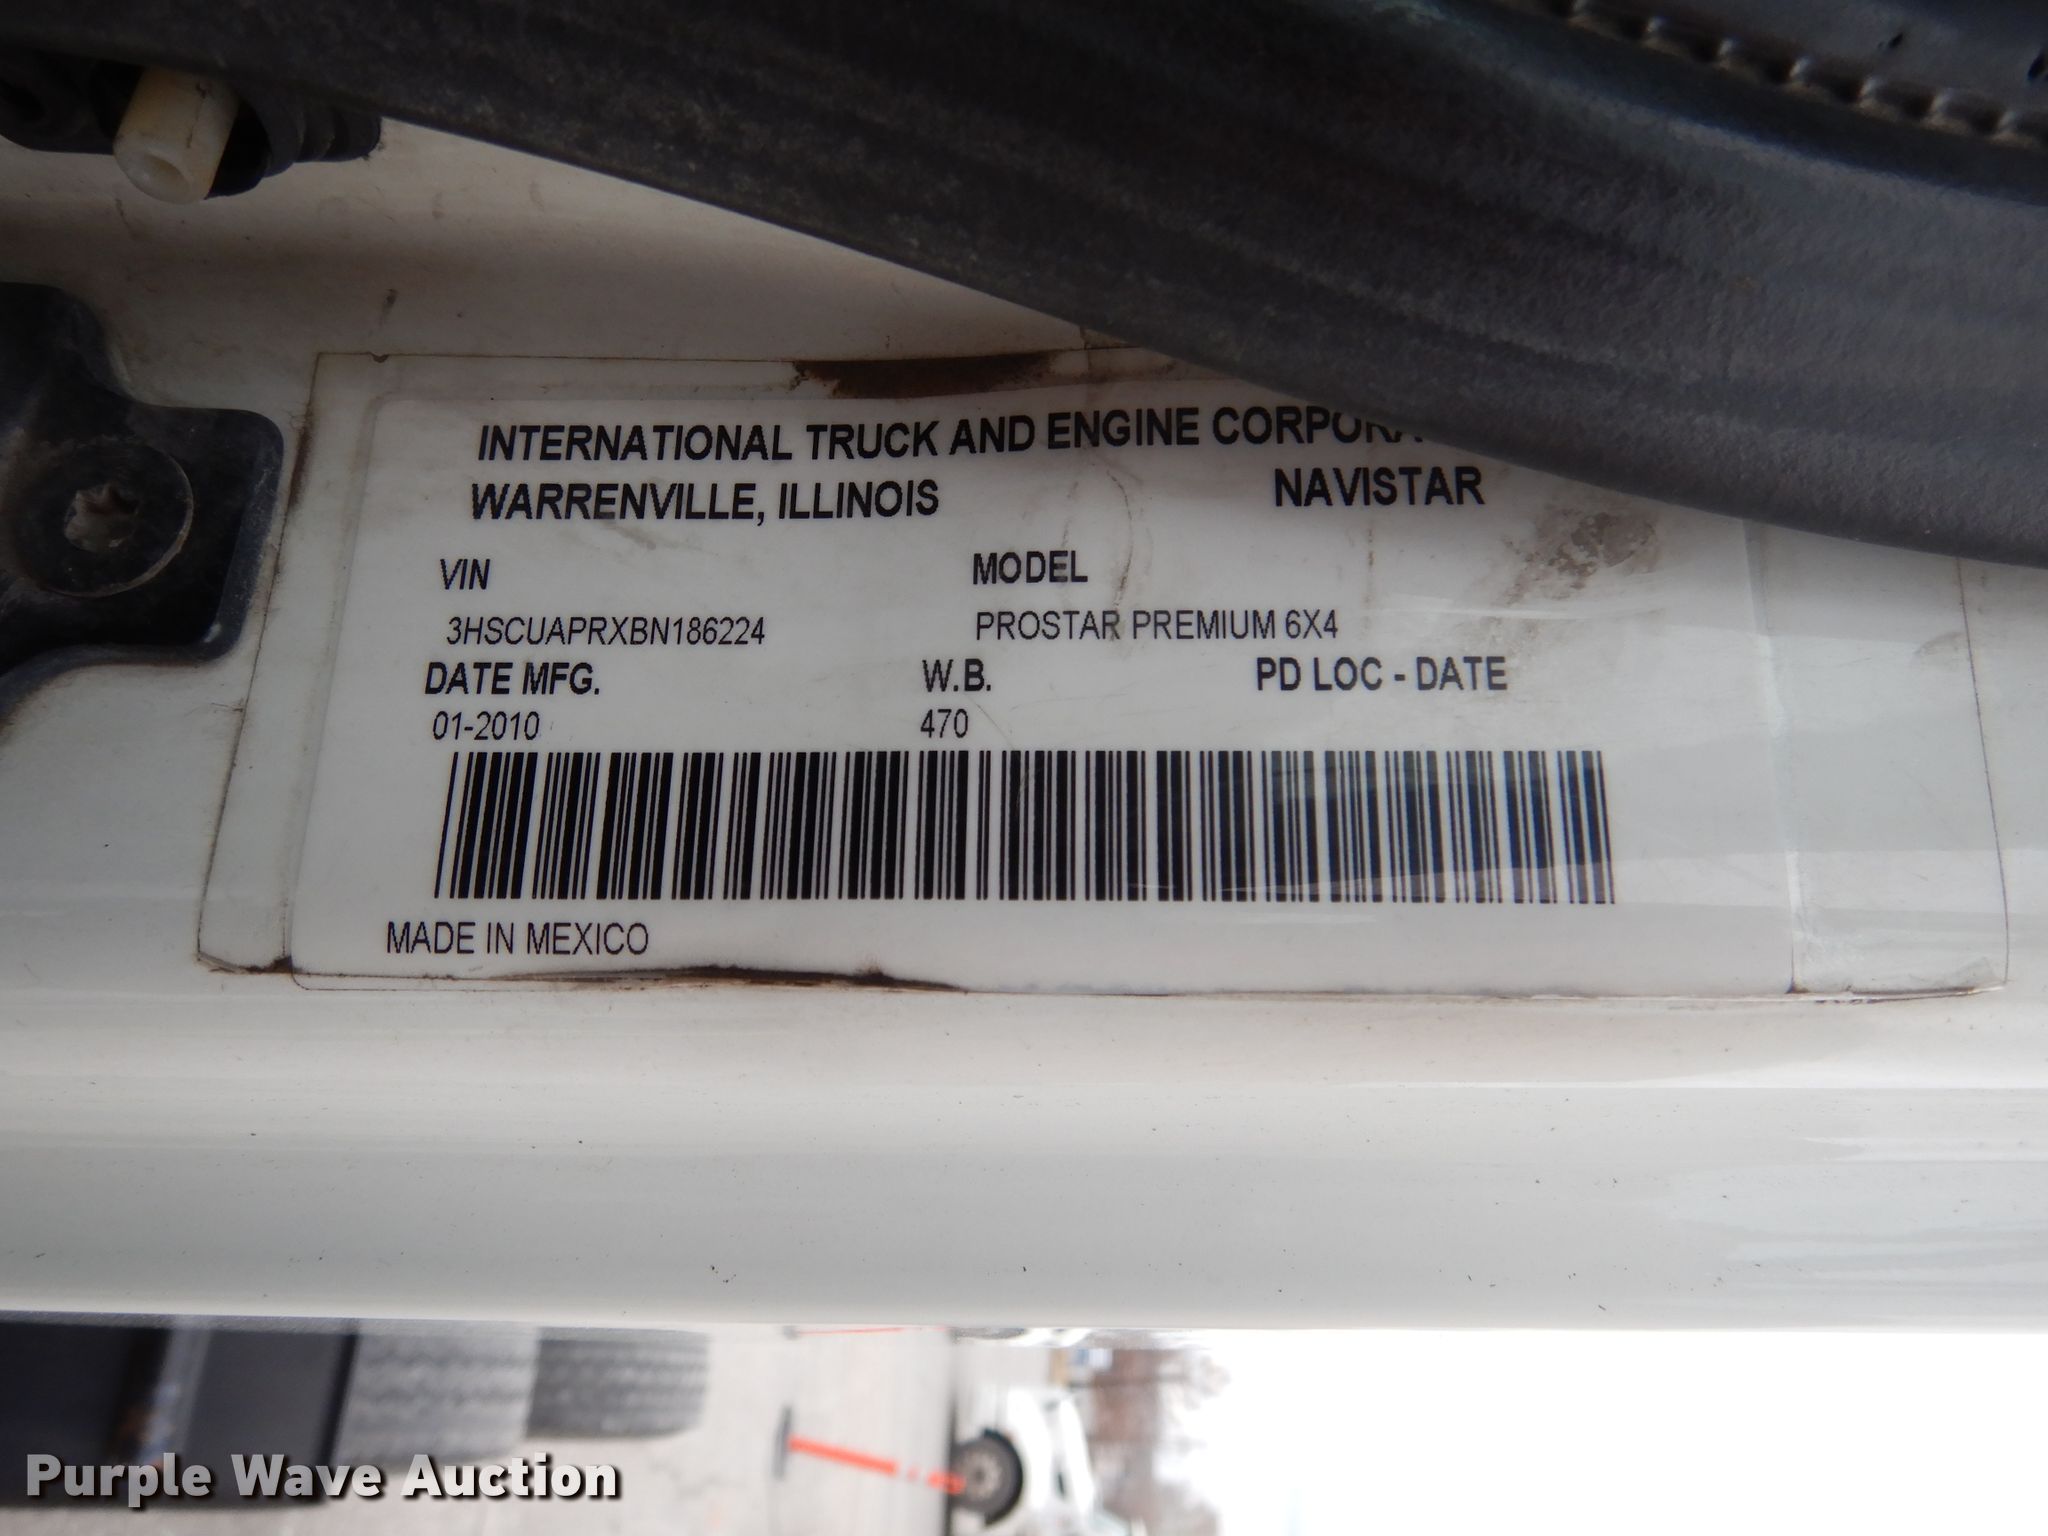 INTERNATIONAL TRUCK AND ENGINE
WARRENVILLE, ILLINOIS NAVISTAR
VIN MODEL
3HSCUAPRXBN186224 PROSTAR PREMIUM 6X4
DATE MFG. W.B. PD LOC - DATE
01-2010 470
MADE IN MEXICO
Purple Wave Auction